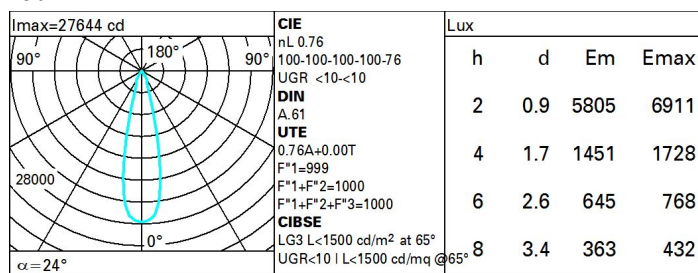 Imax=27644 cd
90°
180°
90°
28000
0°
α=24°
CIE
nL 0.76
100-100-100-100-76
UGR <10-<10
DIN
A.61
UTE
0.76A+0.00T
F"1=999
F"1+F"2=1000
F"1+F"2+F"3=1000
CIBSE
LG3 L<1500 cd/m² at 65°
UGR<10 | L<1500 cd/mq @65°
Lux
h d Em Emax
2 0.9 5805 6911
4 1.7 1451 1728
6 2.6 645 768
8 3.4 363 432